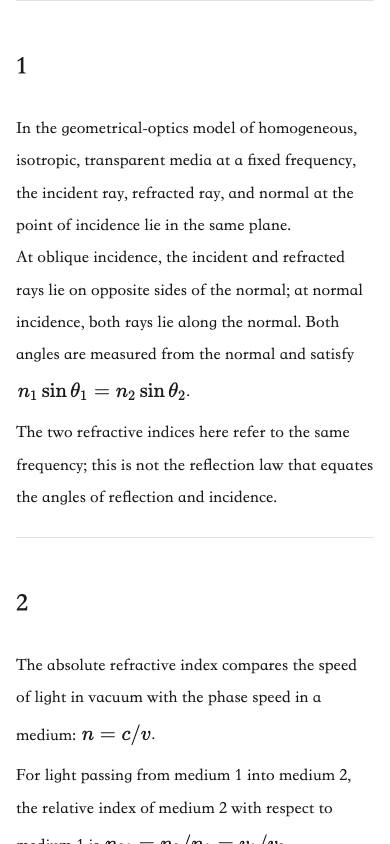 1
In the geometrical-optics model of homogeneous,
isotropic, transparent media at a fixed frequency,
the incident ray, refracted ray, and normal at the
point of incidence lie in the same plane.
At oblique incidence, the incident and refracted
rays lie on opposite sides of the normal; at normal
incidence, both rays lie along the normal. Both
angles are measured from the normal and satisfy
n₁ sin θ₁ = n₂ sin θ₂.
The two refractive indices here refer to the same
frequency; this is not the reflection law that equates
the angles of reflection and incidence.
2
The absolute refractive index compares the speed
of light in vacuum with the phase speed in a
medium: n = c/v.
For light passing from medium 1 into medium 2,
the relative index of medium 2 with respect to
medium 1 is